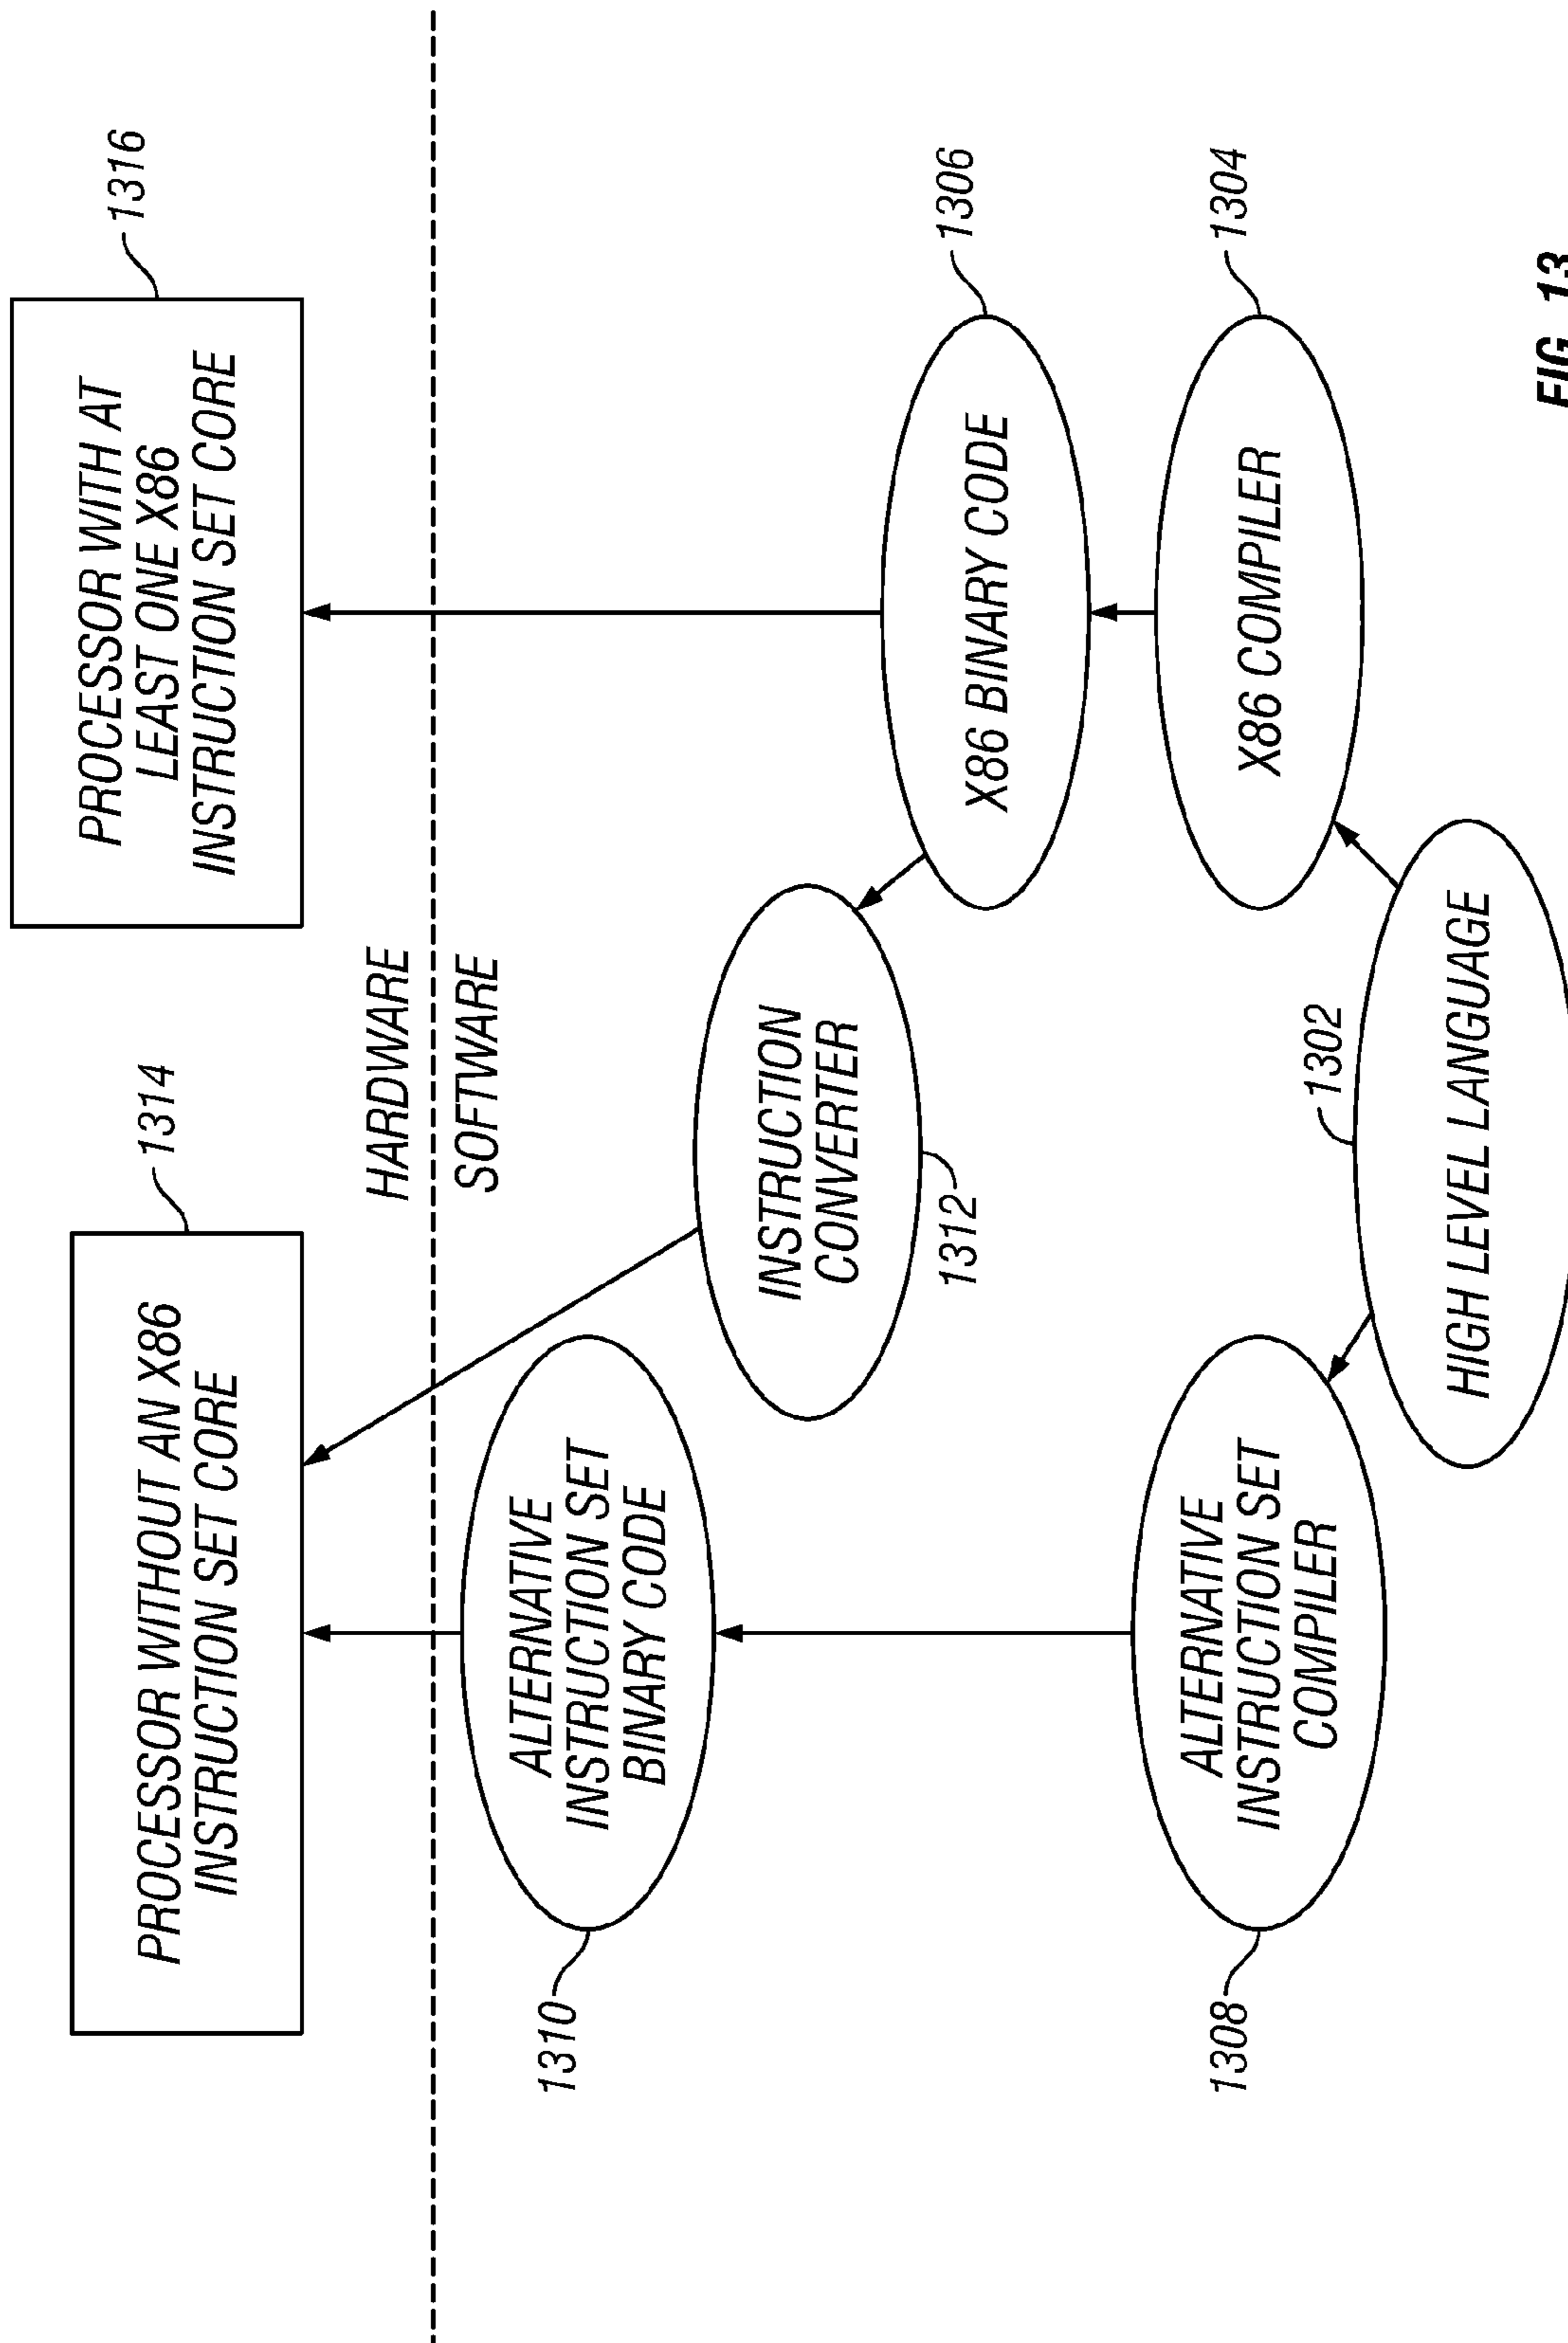 PROCESSOR WITHOUT AN X86
INSTRUCTION SET CORE
1314
PROCESSOR WITH AT
LEAST ONE X86
INSTRUCTION SET CORE
1316
HARDWARE
SOFTWARE
1310
ALTERNATIVE
INSTRUCTION SET
BINARY CODE
INSTRUCTION
CONVERTER
1312
X86 BINARY CODE
1306
1308
ALTERNATIVE
INSTRUCTION SET
COMPILER
X86 COMPILER
1304
1302
HIGH LEVEL LANGUAGE
FIG. 13